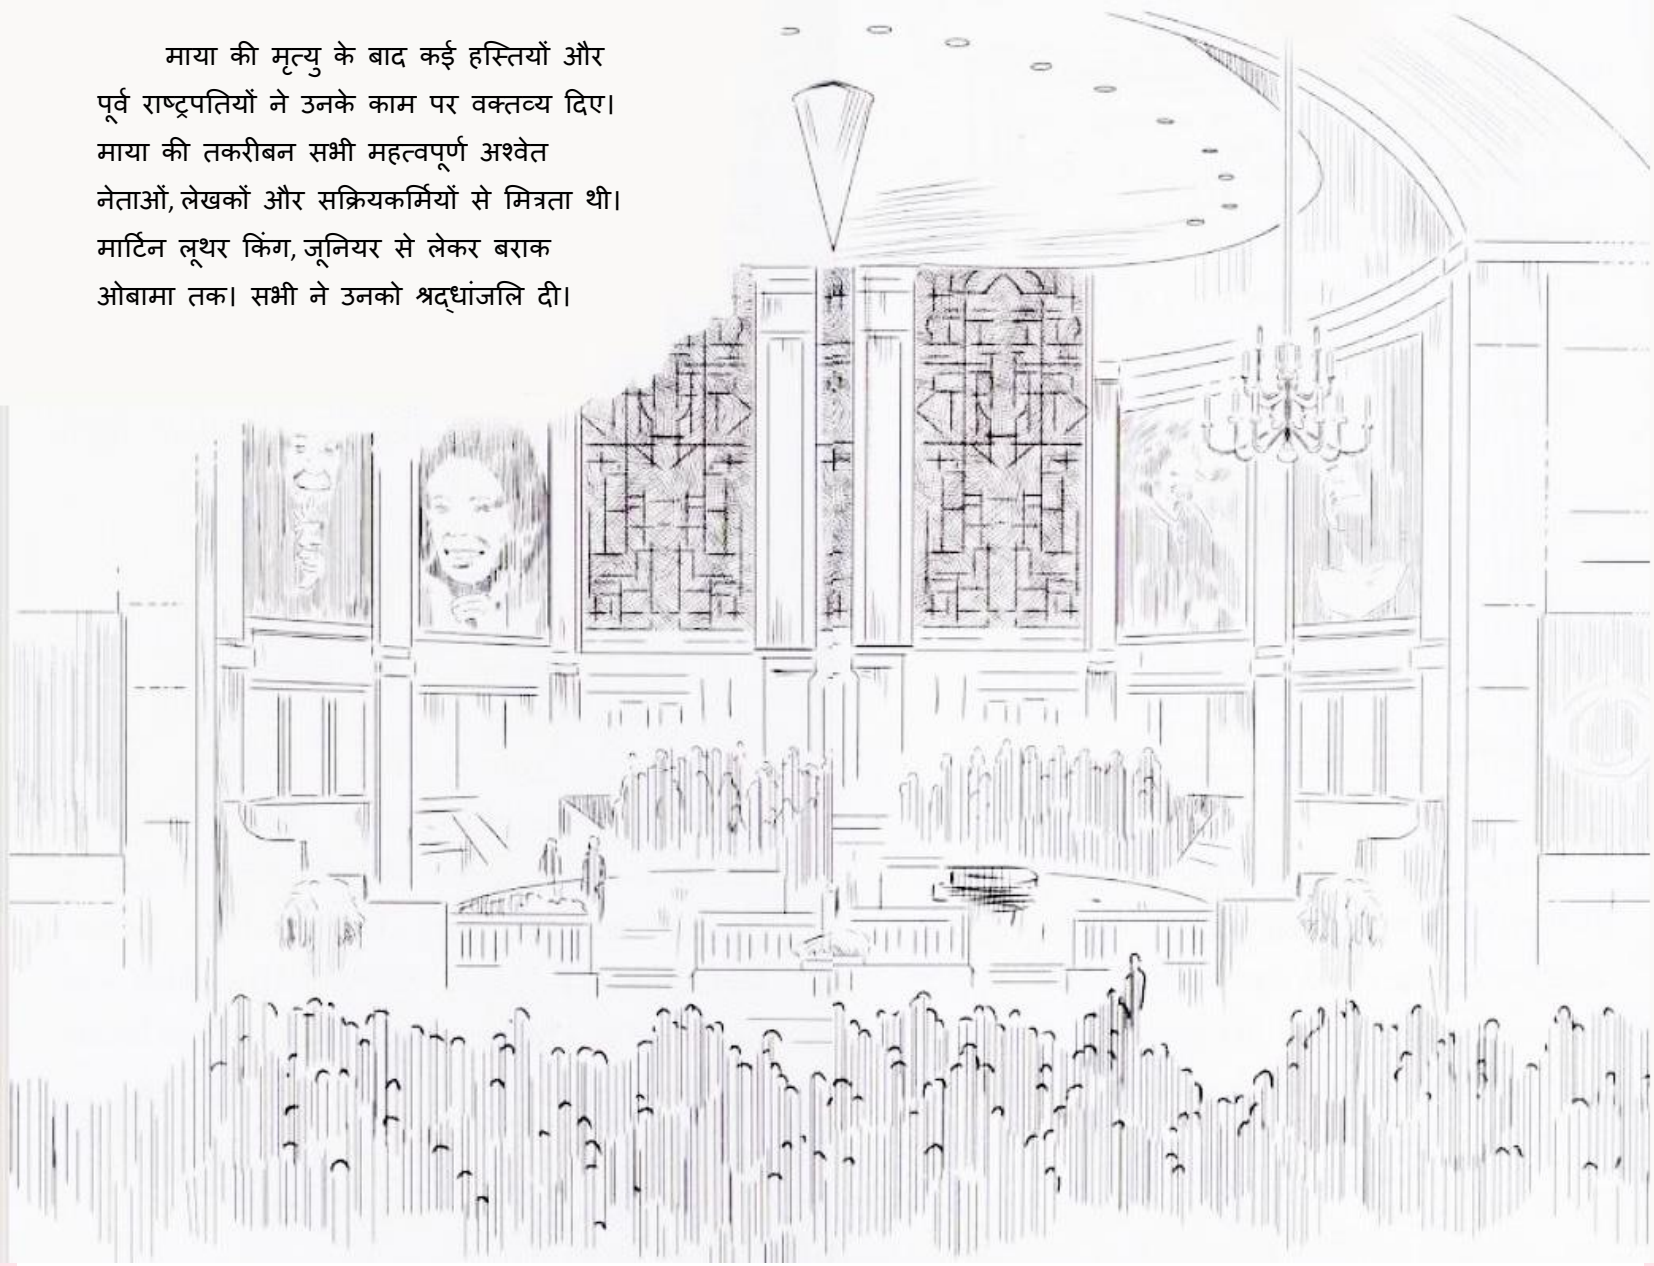 माया की मृत्यु के बाद कई हस्तियों और
पूर्व राष्ट्रपतियों ने उनके काम पर वक्तव्य दिए।
माया की तकरीबन सभी महत्वपूर्ण अश्वेत
नेताओं, लेखकों और सक्रियकर्मियों से मित्रता थी।
मार्टिन लूथर किंग, जूनियर से लेकर बराक
ओबामा तक। सभी ने उनको श्रद्धांजलि दी।